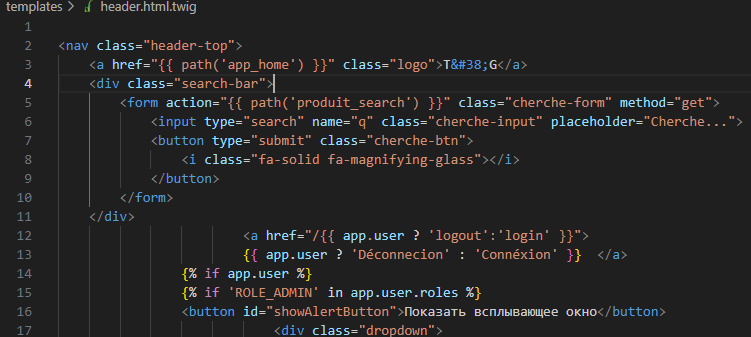 templates > header.html.twig
1
2 <nav class="header-top">
3 <a href="{{ path('app_home') }}" class="logo">T&#38;G</a>
4 <div class="search-bar">
5 <form action="{{ path('produit_search') }}" class="cherche-form" method="get">
6 <input type="search" name="q" class="cherche-input" placeholder="Cherche...">
7 <button type="submit" class="cherche-btn">
8 <i class="fa-solid fa-magnifying-glass"></i>
9 </button>
10 </form>
11 </div>
12 <a href="/{{ app.user ? 'logout':'login' }}">
13 {{ app.user ? 'Déconnecion' : 'Connéxion' }} </a>
14 {% if app.user %}
15 {% if 'ROLE_ADMIN' in app.user.roles %}
16 <button id="showAlertButton">Показать всплывающее окно</button>
17 <div class="dropdown">